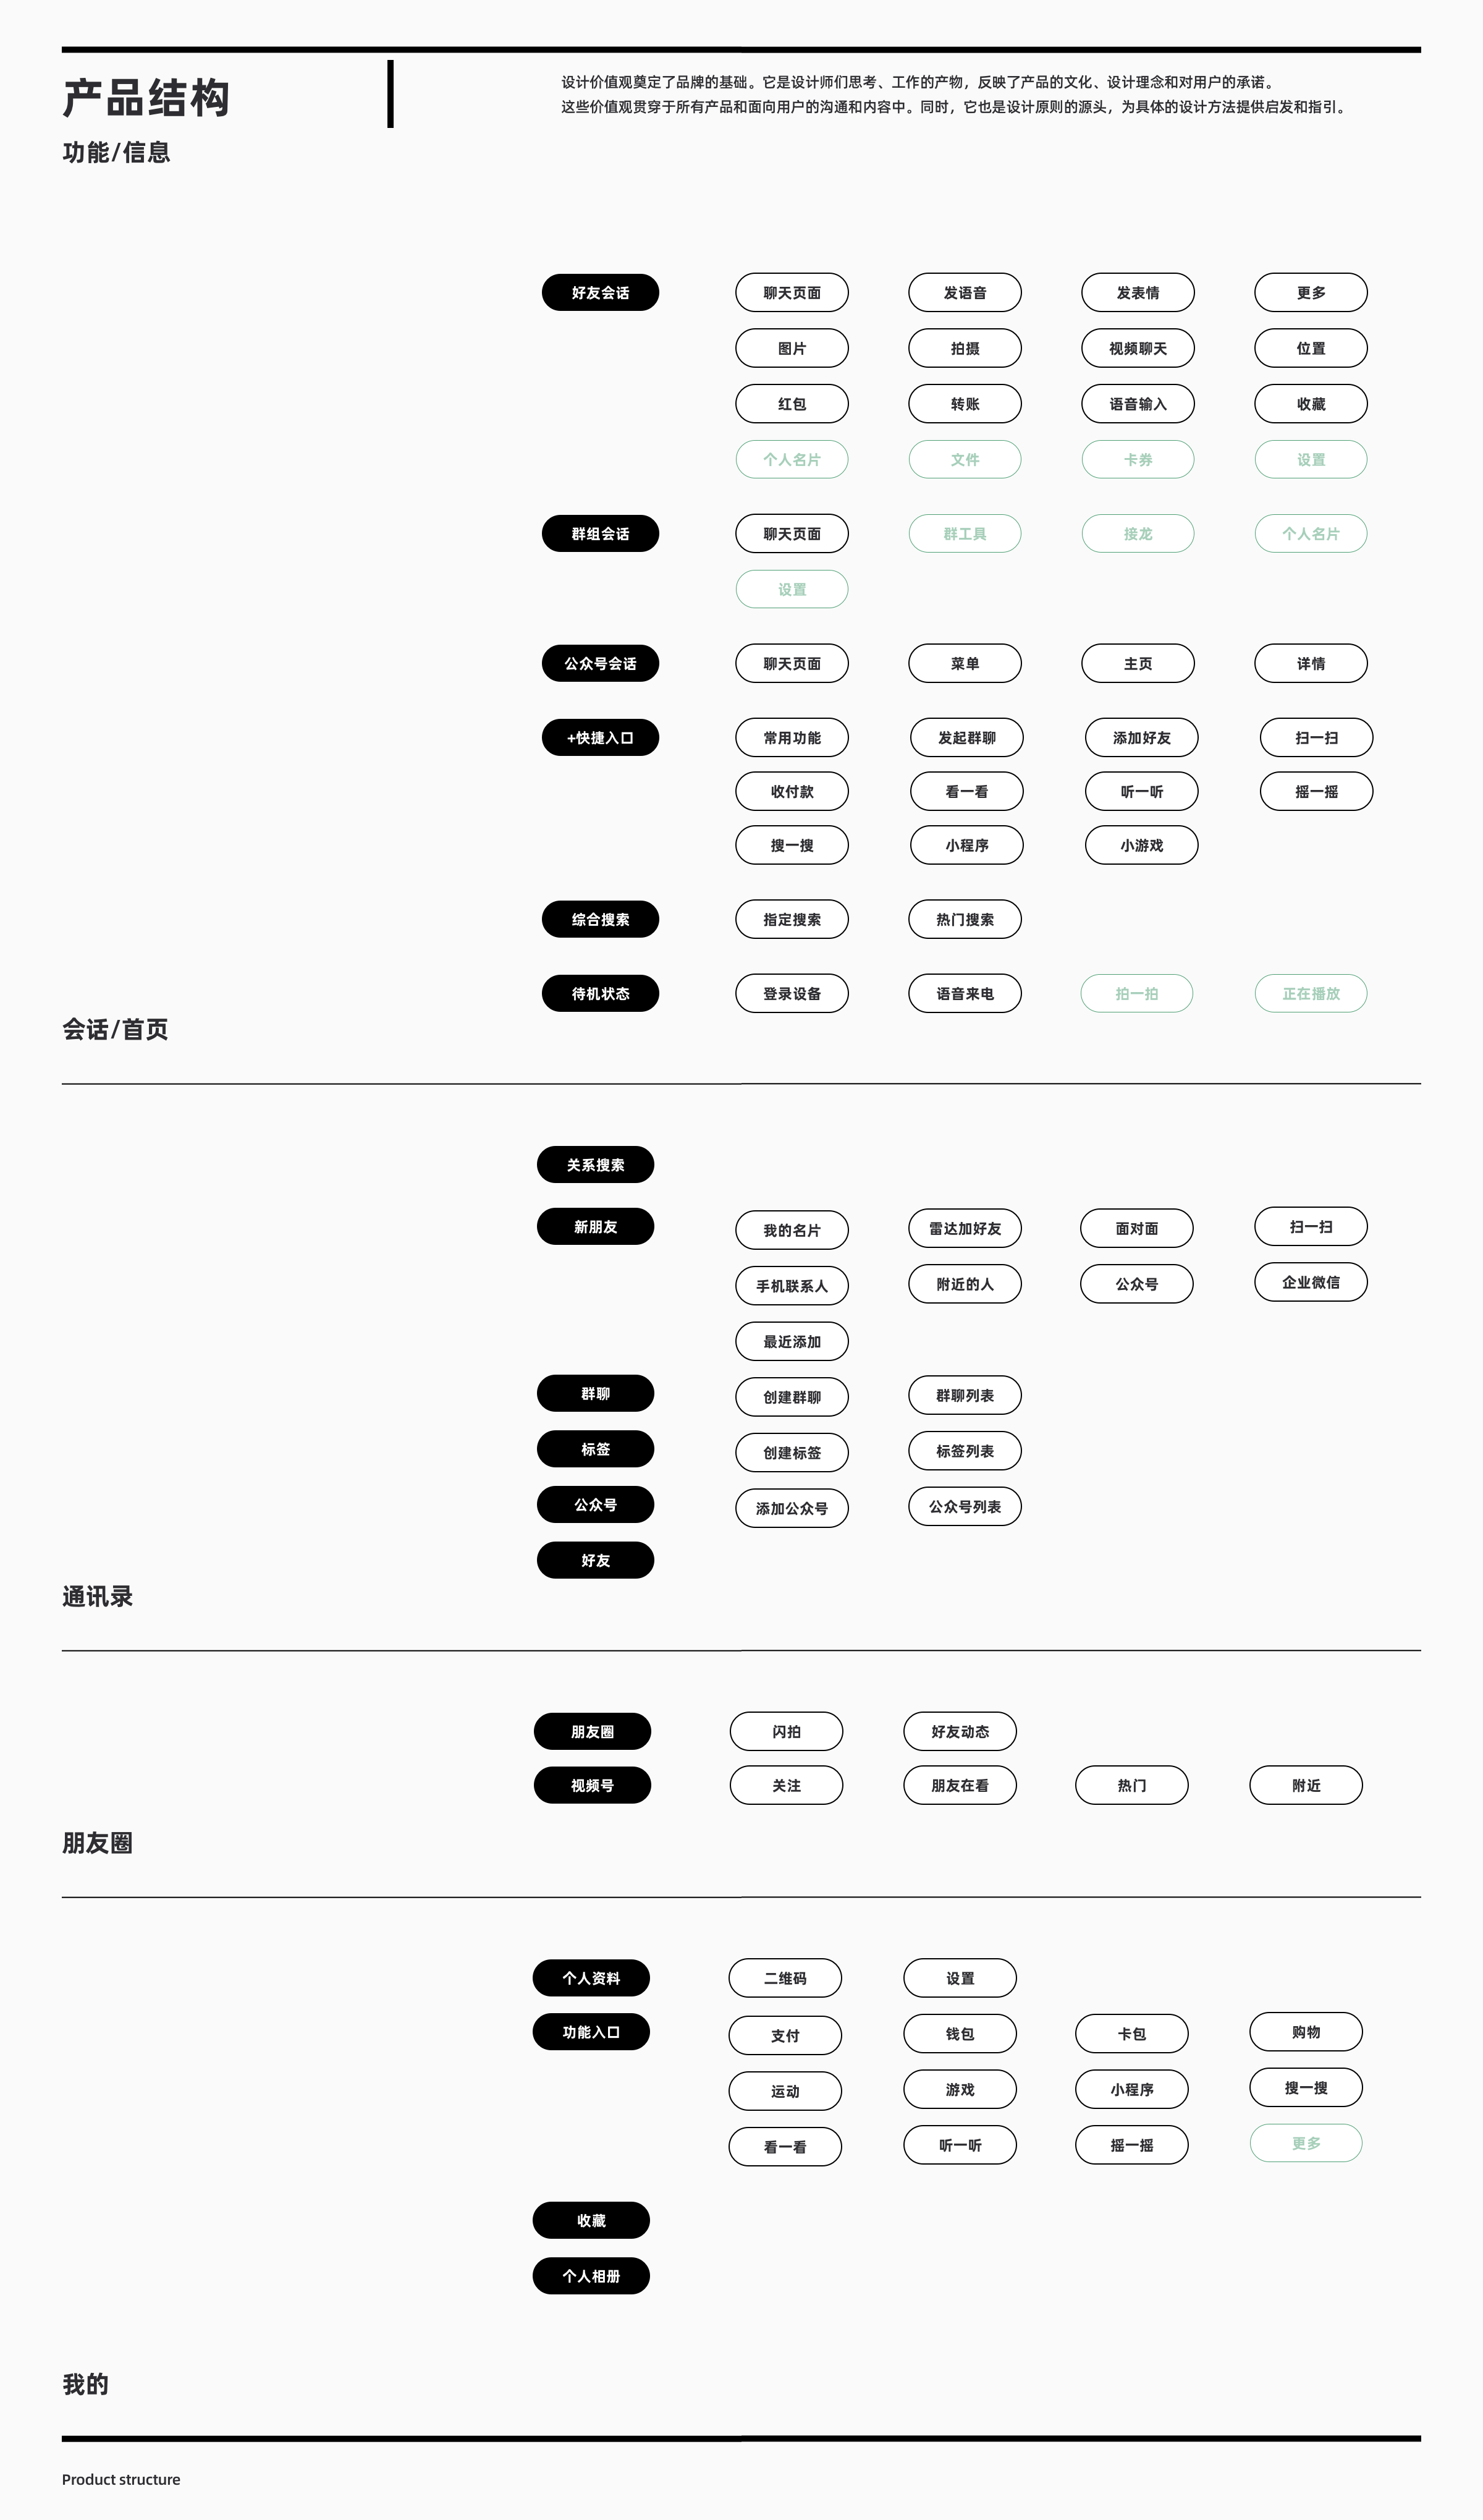 产品结构
功能/信息
设计价值观奠定了品牌的基础。它是设计师们思考、工作的产物，反映了产品的文化、设计理念和对用户的承诺。
这些价值观贯穿于所有产品和面向用户的沟通和内容中。同时，它也是设计原则的源头，为具体的设计方法提供启发和指引。
好友会话 聊天页面 发语音 发表情 更多
图片 拍摄 视频聊天 位置
红包 转账 语音输入 收藏
个人名片 文件 卡券 设置
群组会话 聊天页面 群工具 接龙 个人名片
设置
公众号会话 聊天页面 菜单 主页 详情
+快捷入口 常用功能 发起群聊 添加好友 扫一扫
收付款 看一看 听一听 摇一摇
搜一搜 小程序 小游戏
综合搜索 指定搜索 热门搜索
待机状态 登录设备 语音来电 拍一拍 正在播放
会话/首页
关系搜索
新朋友 我的名片 雷达加好友 面对面 扫一扫
手机联系人 附近的人 公众号 企业微信
最近添加
群聊 创建群聊 群聊列表
标签 创建标签 标签列表
公众号 添加公众号 公众号列表
好友
通讯录
朋友圈 闪拍 好友动态
视频号 关注 朋友在看 热门 附近
朋友圈
个人资料 二维码 设置
功能入口 支付 钱包 卡包 购物
运动 游戏 小程序 搜一搜
看一看 听一听 摇一摇 更多
收藏
个人相册
我的
Product structure